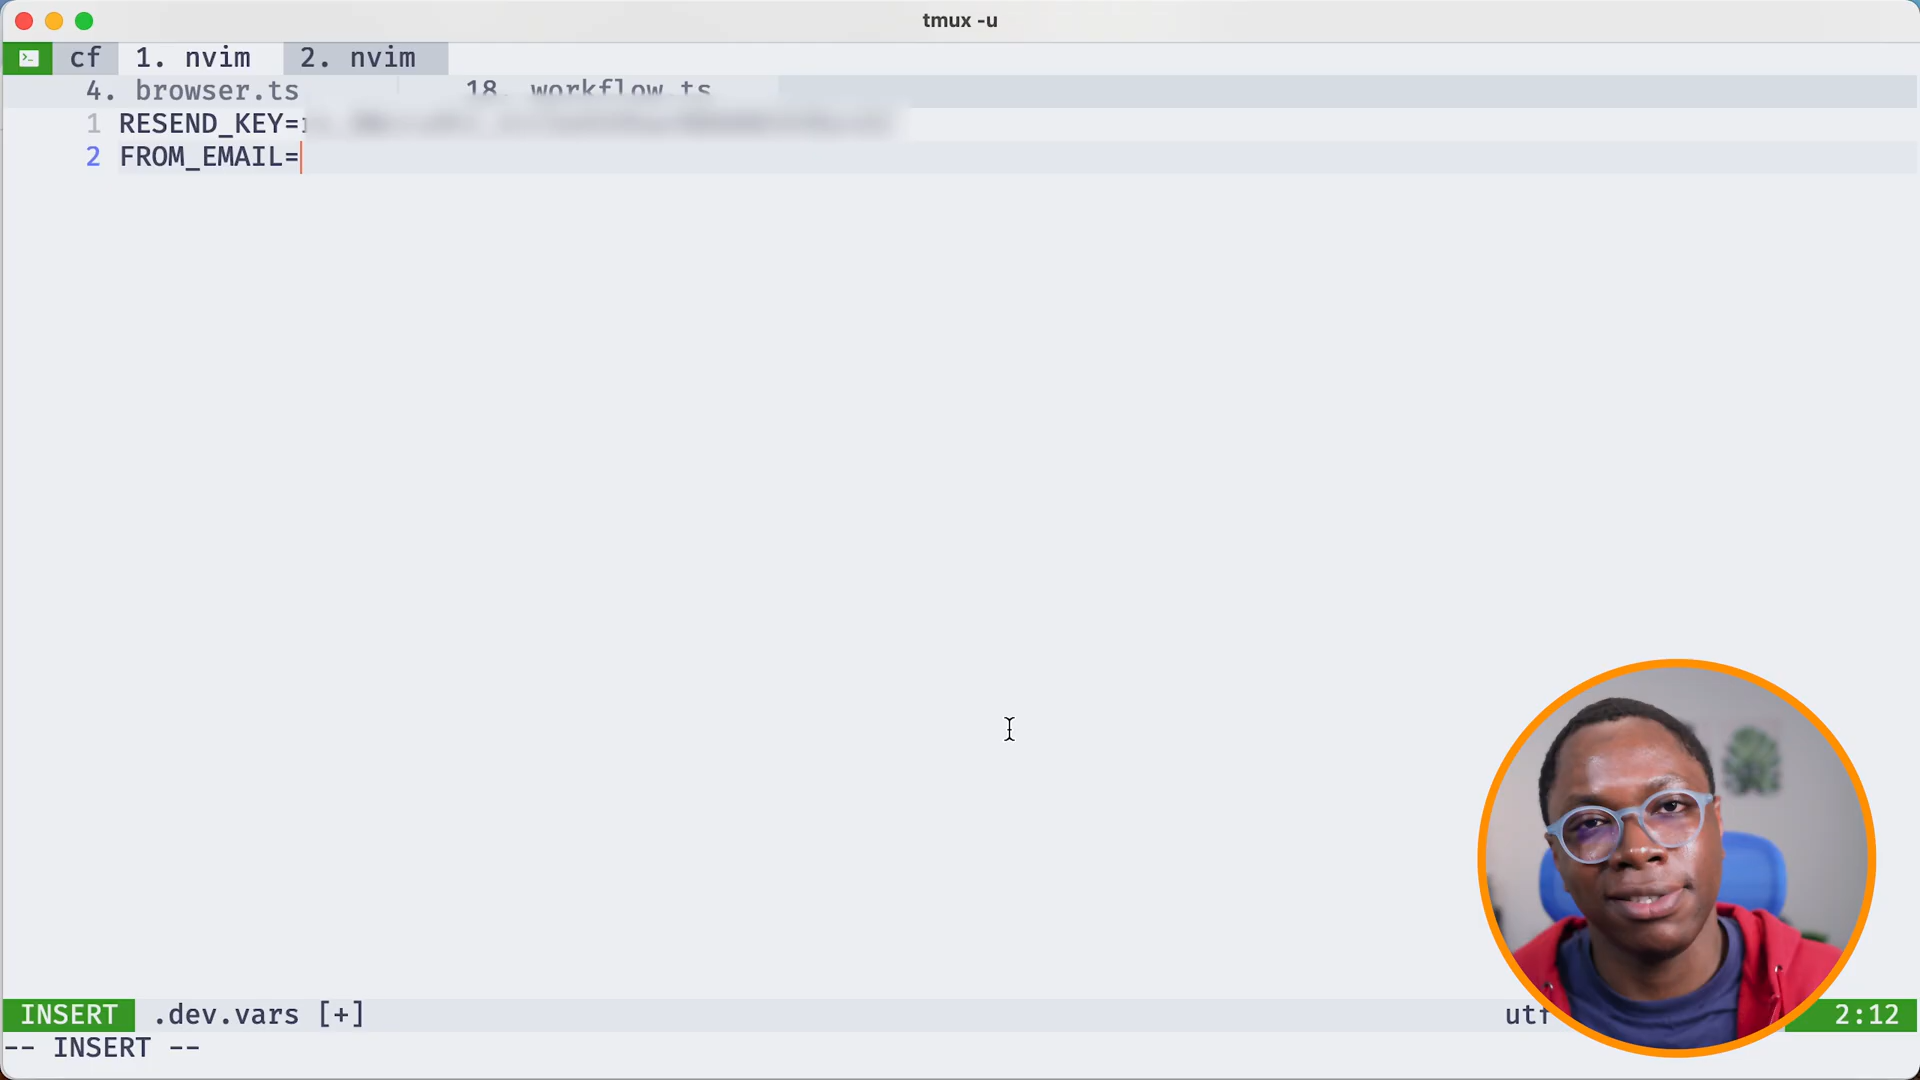 tmux -u
cf 1. nvim 2. nvim
4. browser.ts 18. workflow.ts
1 RESEND_KEY=
2 FROM_EMAIL=
INSERT .dev.vars [+] utf 2:12
-- INSERT --